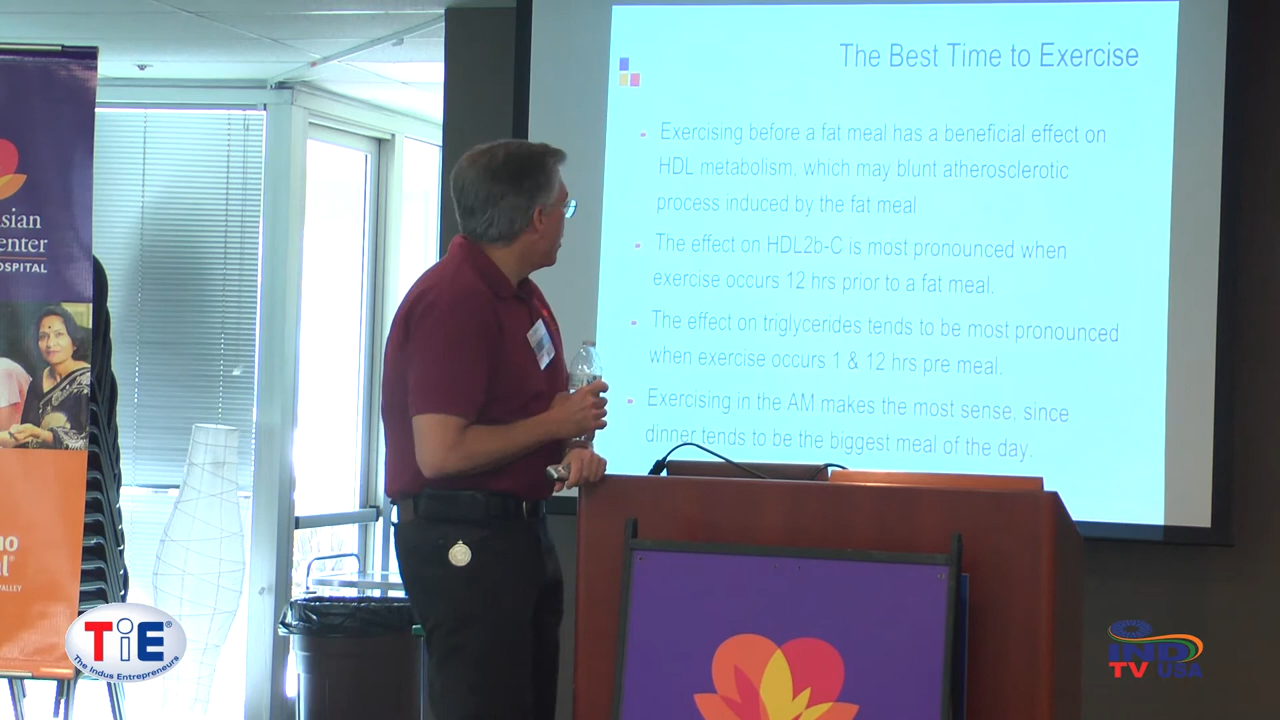 The Best Time to Exercise
Exercising before a fat meal has a beneficial effect on
HDL metabolism, which may blunt atherosclerotic
process induced by the fat meal
The effect on HDL2b-C is most pronounced when
exercise occurs 12 hrs prior to a fat meal.
The effect on triglycerides tends to be most pronounced
when exercise occurs 1 & 12 hrs pre meal.
Exercising in the AM makes the most sense, since
dinner tends to be the biggest meal of the day.
sian
enter
OSPITAL
no
al®
VALLEY
TiE®
The Indus Entrepreneurs
IND
TV USA